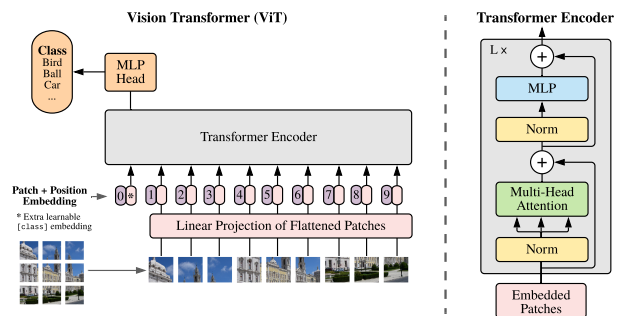 Vision Transformer (ViT)
Class
Bird
Ball
Car
...
MLP
Head
Transformer Encoder
Patch + Position
Embedding
* Extra learnable
[class] embedding
0 * 1 2 3 4 5 6 7 8 9
Linear Projection of Flattened Patches
Transformer Encoder
L x
+
MLP
Norm
+
Multi-Head
Attention
Norm
Embedded
Patches